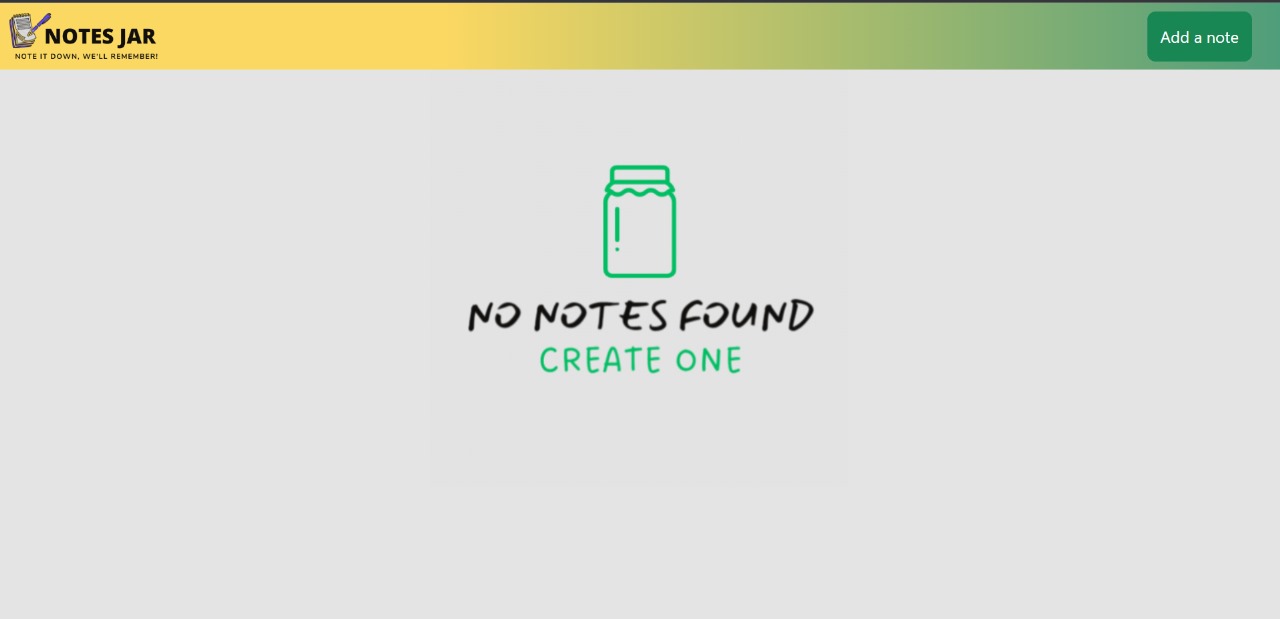 NOTES JAR
NOTE IT DOWN, WE'LL REMEMBER!
Add a note
NO NOTES FOUND
CREATE ONE